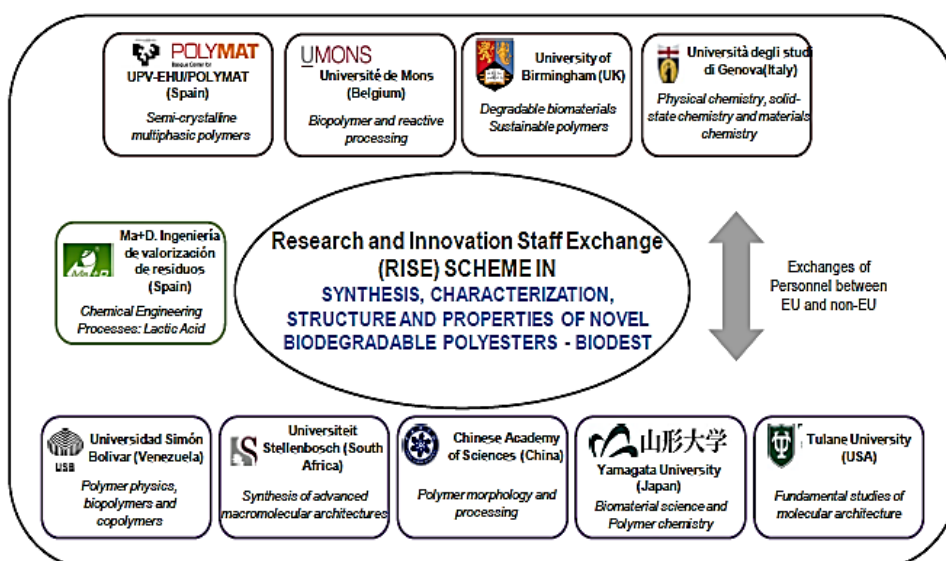 POLYMAT
UPV-EHU/POLYMAT
(Spain)
Semi-crystalline
multiphasic polymers
UMONS
Université de Mons
(Belgium)
Biopolymer and reactive
processing
University of
Birmingham (UK)
Degradable biomaterials
Sustainable polymers
Università degli studi
di Genova(Italy)
Physical chemistry, solid-
state chemistry and materials
chemistry
Ma+D. Ingeniería
de valorización
de residuos
(Spain)
Chemical Engineering
Processes: Lactic Acid
Research and Innovation Staff Exchange
(RISE) SCHEME IN
SYNTHESIS, CHARACTERIZATION,
STRUCTURE AND PROPERTIES OF NOVEL
BIODEGRADABLE POLYESTERS - BIODEST
Exchanges of
Personnel between
EU and non-EU
USB
Universidad Simón
Bolivar (Venezuela)
Polymer physics,
biopolymers and
copolymers
Universiteit
Stellenbosch (South
Africa)
Synthesis of advanced
macromolecular architectures
Chinese Academy
of Sciences (China)
Polymer morphology and
processing
山形大学
Yamagata University
(Japan)
Biomaterial science and
Polymer chemistry
Tulane University
(USA)
Fundamental studies of
molecular architecture